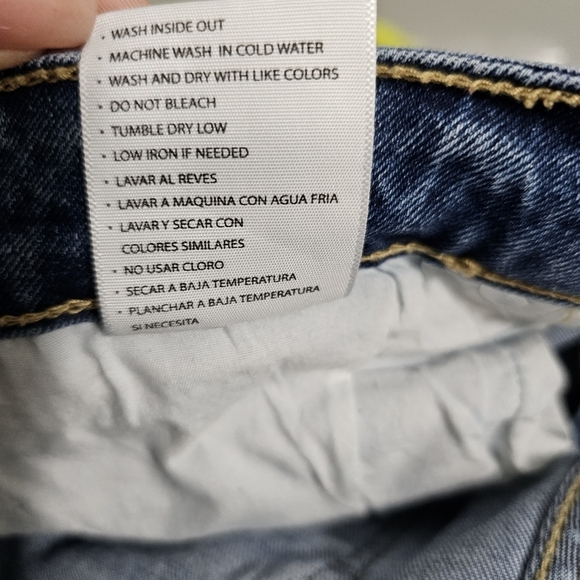 • WASH INSIDE OUT
• MACHINE WASH IN COLD WATER
• WASH AND DRY WITH LIKE COLORS
• DO NOT BLEACH
• TUMBLE DRY LOW
• LOW IRON IF NEEDED
• LAVAR AL REVES
• LAVAR A MAQUINA CON AGUA FRIA
• LAVAR Y SECAR CON
COLORES SIMILARES
• NO USAR CLORO
• SECAR A BAJA TEMPERATURA
• PLANCHAR A BAJA TEMPERATURA
SI NECESITA